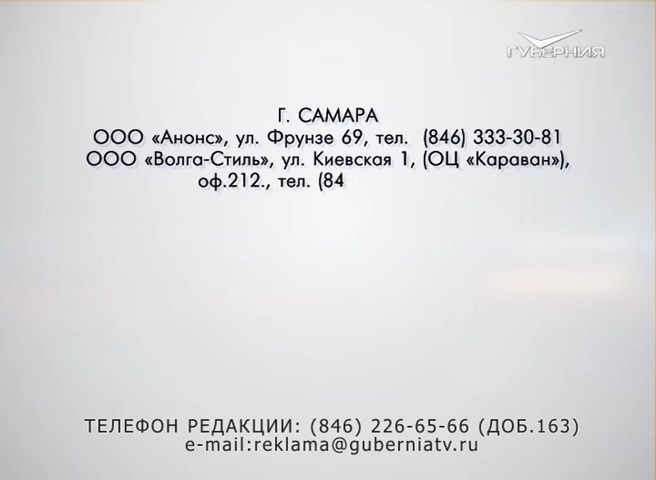 ГУБЕРНИЯ
Г. САМАРА
ООО «Анонс», ул. Фрунзе 69, тел. (846) 333-30-81
ООО «Волга-Стиль», ул. Киевская 1, (ОЦ «Караван»),
оф.212., тел. (84
ТЕЛЕФОН РЕДАКЦИИ: (846) 226-65-66 (ДОБ.163)
e-mail:reklama@guberniatv.ru